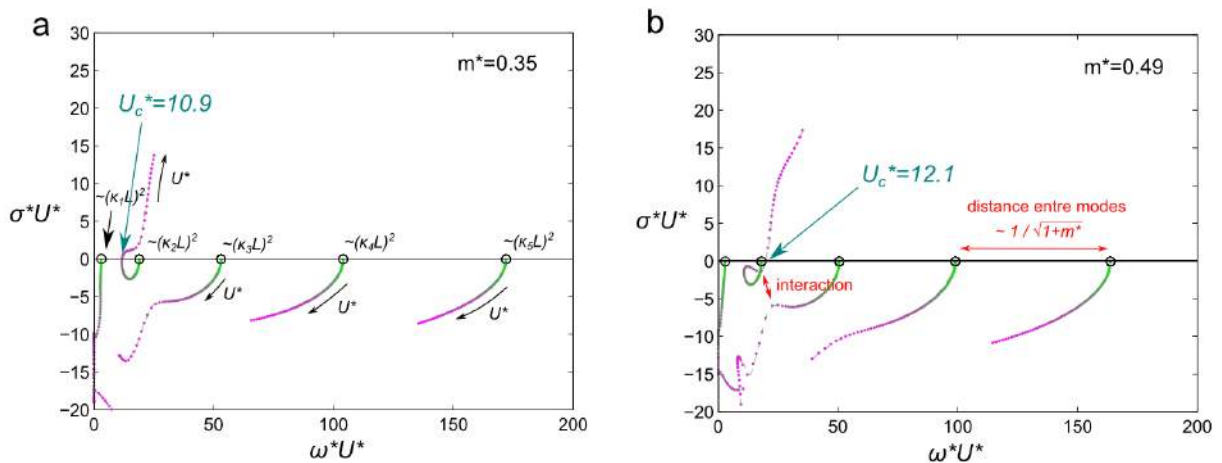 a
30
25
20
15
10
5
0
−5
−10
−15
−20
0
50
100
150
200
σ*U*
ω*U*
m*=0.35
U_c*=10.9
U*
~(κ₁L)²
~(κ₂L)²
~(κ₃L)²
~(κ₄L)²
~(κ₅L)²
U*
U*
U*
b
30
25
20
15
10
5
0
−5
−10
−15
−20
0
50
100
150
200
σ*U*
ω*U*
m*=0.49
U_c*=12.1
distance entre modes
~ 1 / √1+m*
interaction